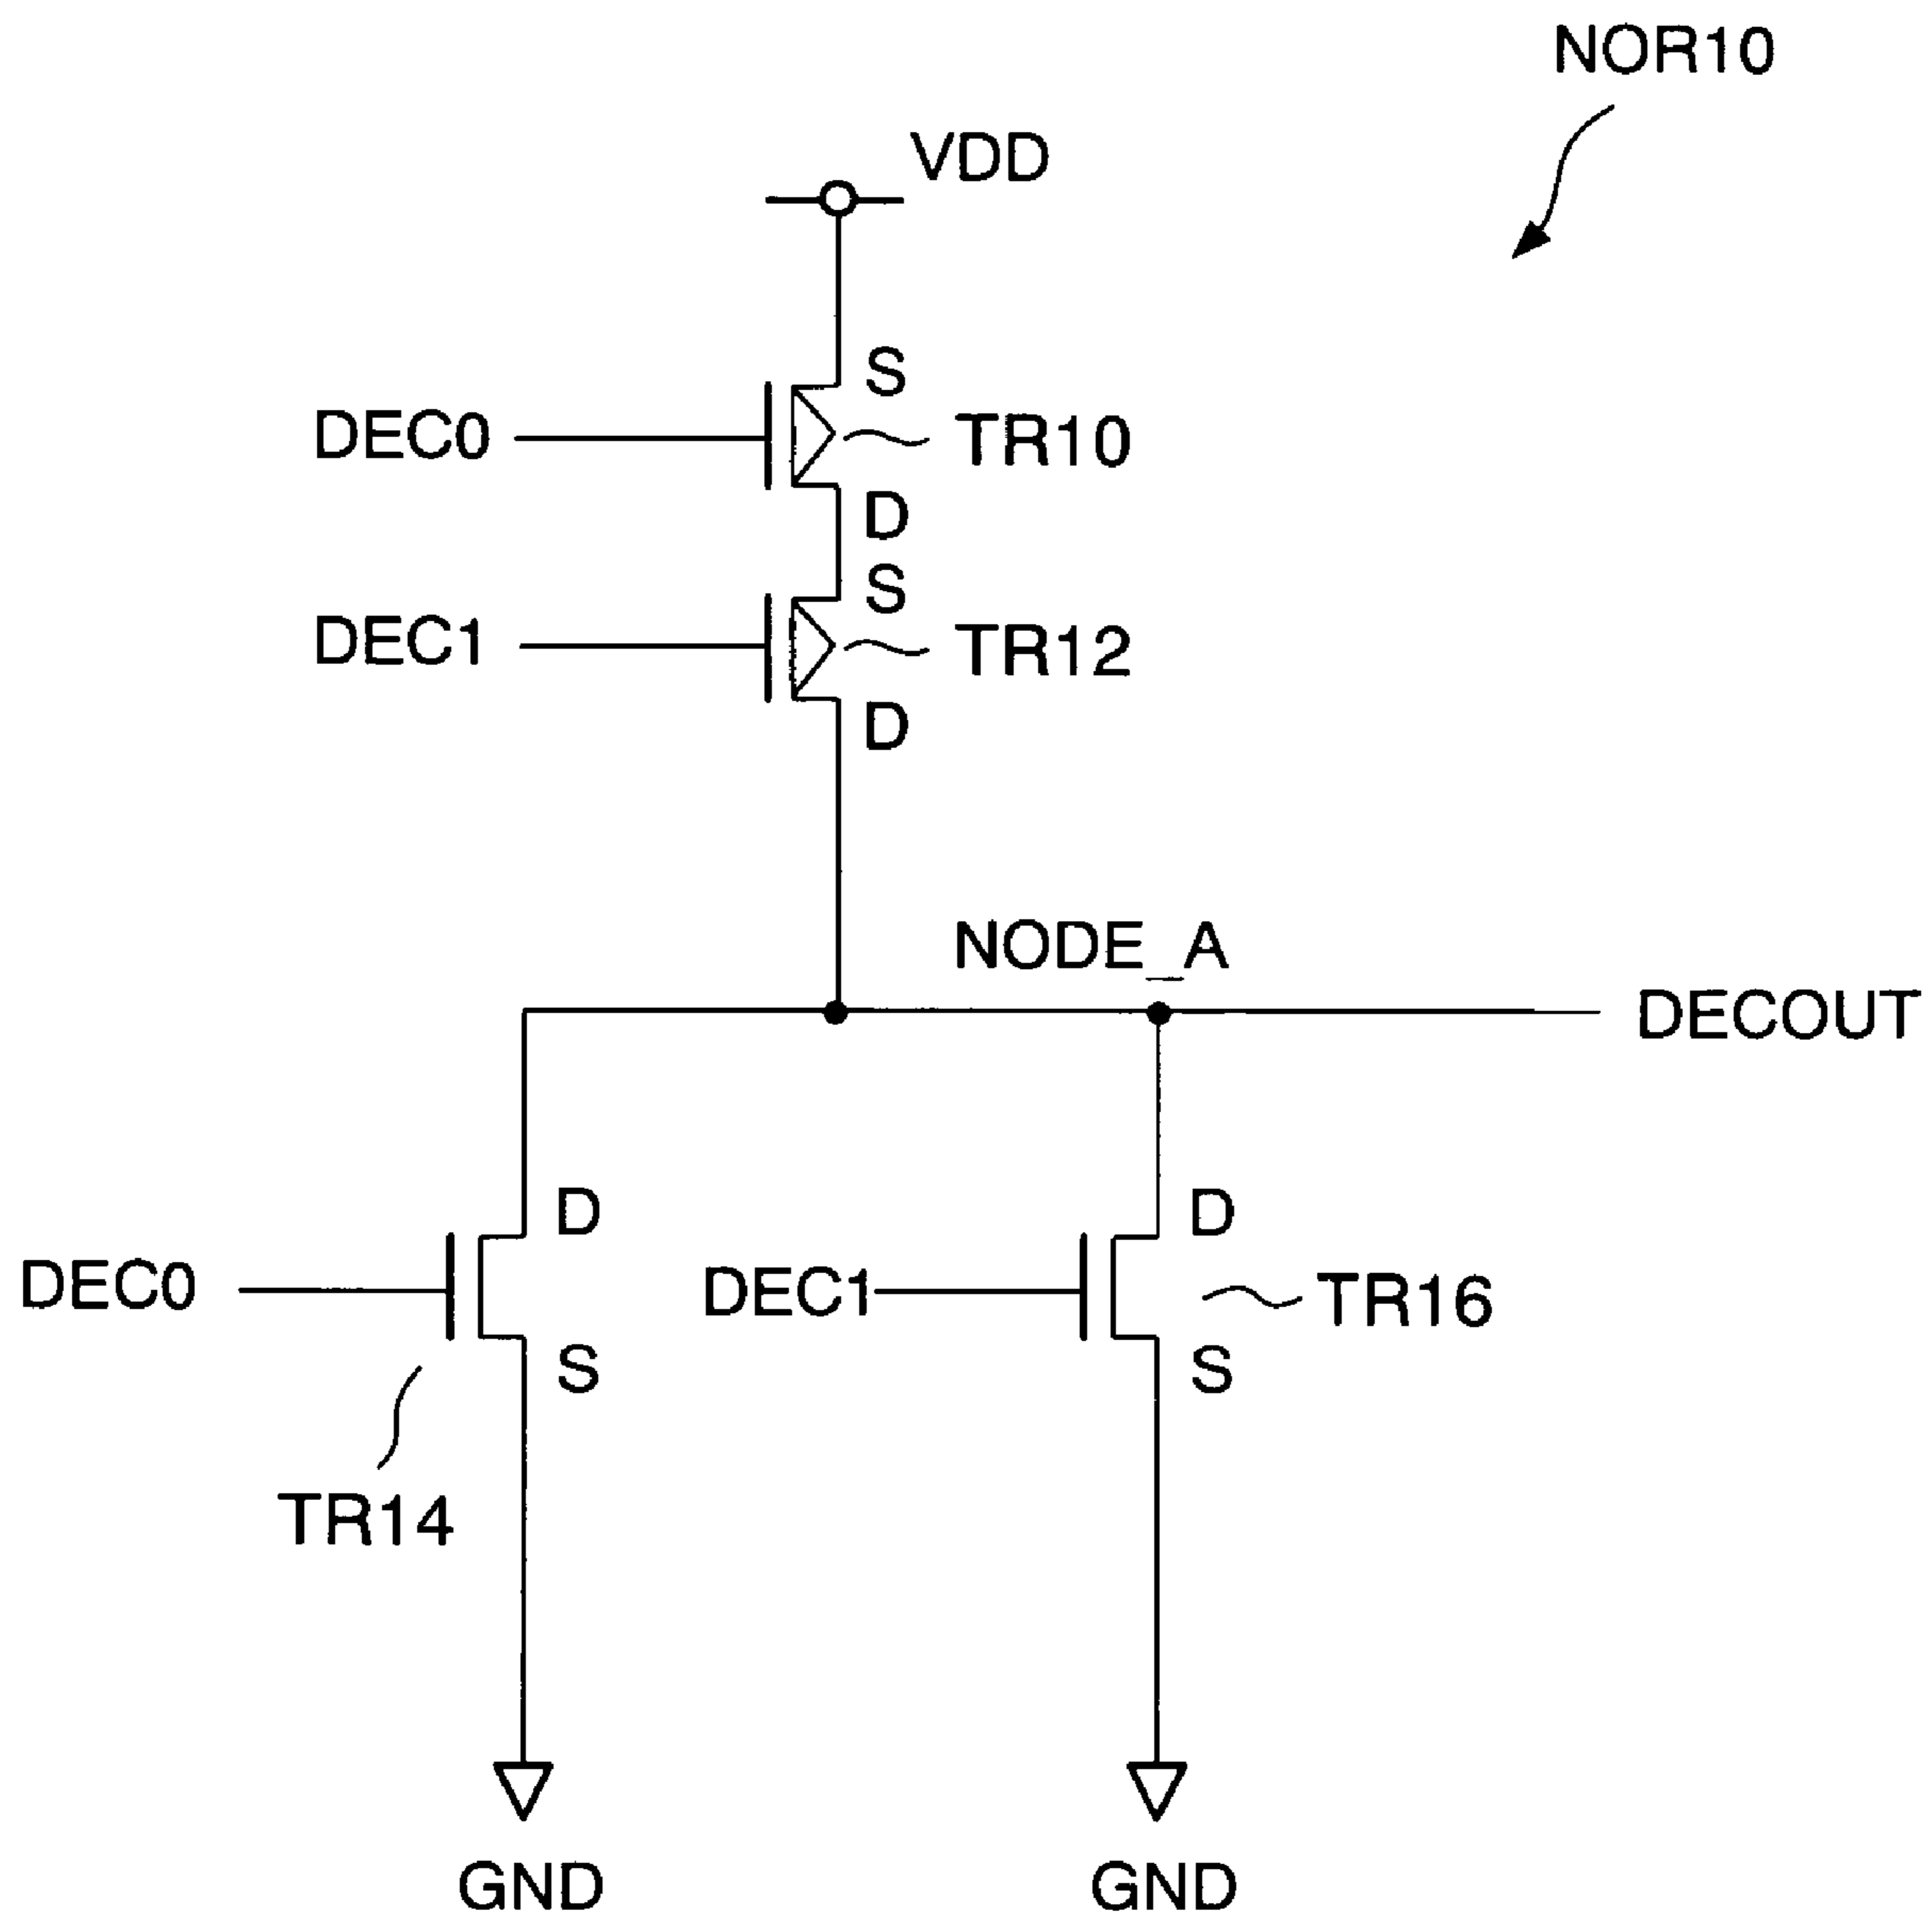 NOR10
VDD
S
DEC0
TR10
D
S
DEC1
TR12
D
NODE_A
DECOUT
D
D
DEC0
DEC1
TR16
S
S
TR14
GND
GND